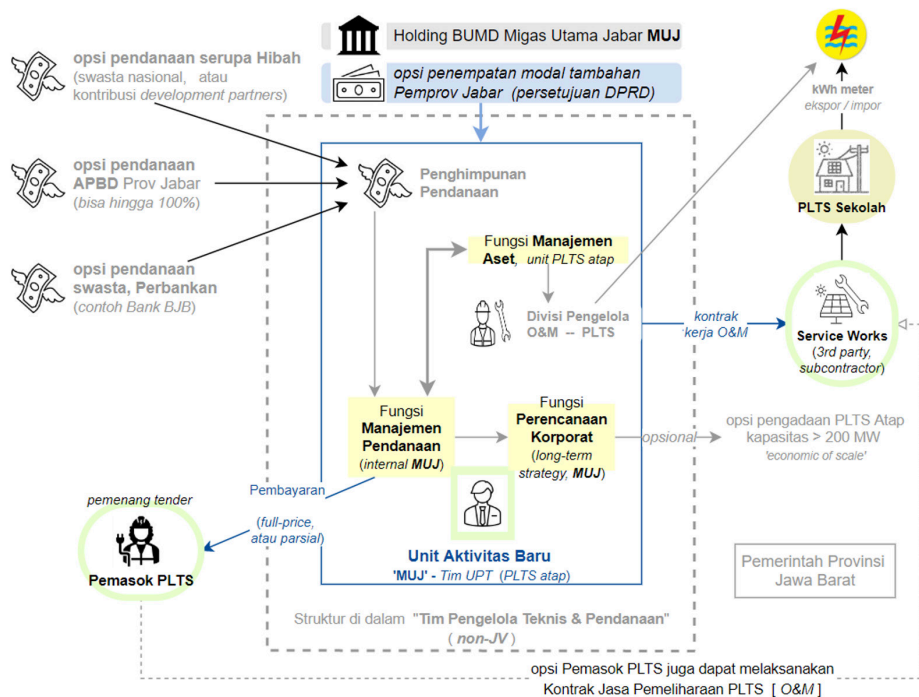 Holding BUMD Migas Utama Jabar MUJ
opsi penempatan modal tambahan
Pemprov Jabar (persetujuan DPRD)
opsi pendanaan serupa Hibah
(swasta nasional, atau
kontribusi development partners)
opsi pendanaan
APBD Prov Jabar
(bisa hingga 100%)
opsi pendanaan
swasta, Perbankan
(contoh Bank BJB)
Penghimpunan
Pendanaan
Fungsi Manajemen
Aset, unit PLTS atap
Divisi Pengelola
O&M -- PLTS
kWh meter
ekspor / impor
PLTS Sekolah
kontrak
kerja O&M
Service Works
(3rd party,
subcontractor)
Fungsi
Manajemen
Pendanaan
(internal MUJ)
Fungsi
Perencanaan
Korporat
(long-term
strategy, MUJ)
opsional
opsi pengadaan PLTS Atap
kapasitas > 200 MW
'economic of scale'
Pembayaran
(full-price,
atau parsial)
pemenang tender
Pemasok PLTS
Unit Aktivitas Baru
'MUJ' - Tim UPT (PLTS atap)
Pemerintah Provinsi
Jawa Barat
Struktur di dalam "Tim Pengelola Teknis & Pendanaan"
( non-JV )
opsi Pemasok PLTS juga dapat melaksanakan
Kontrak Jasa Pemeliharaan PLTS [ O&M ]